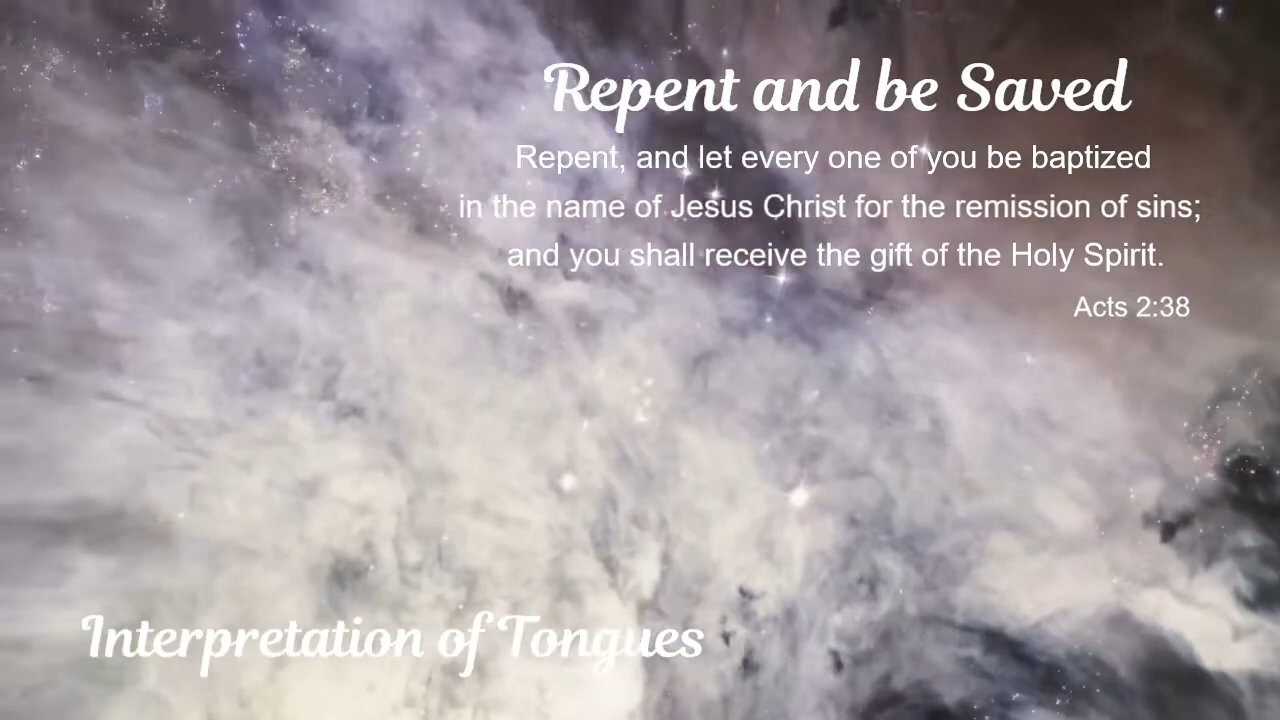 Repent and be Saved
Repent, and let every one of you be baptized
in the name of Jesus Christ for the remission of sins;
and you shall receive the gift of the Holy Spirit.
Acts 2:38
Interpretation of Tongues